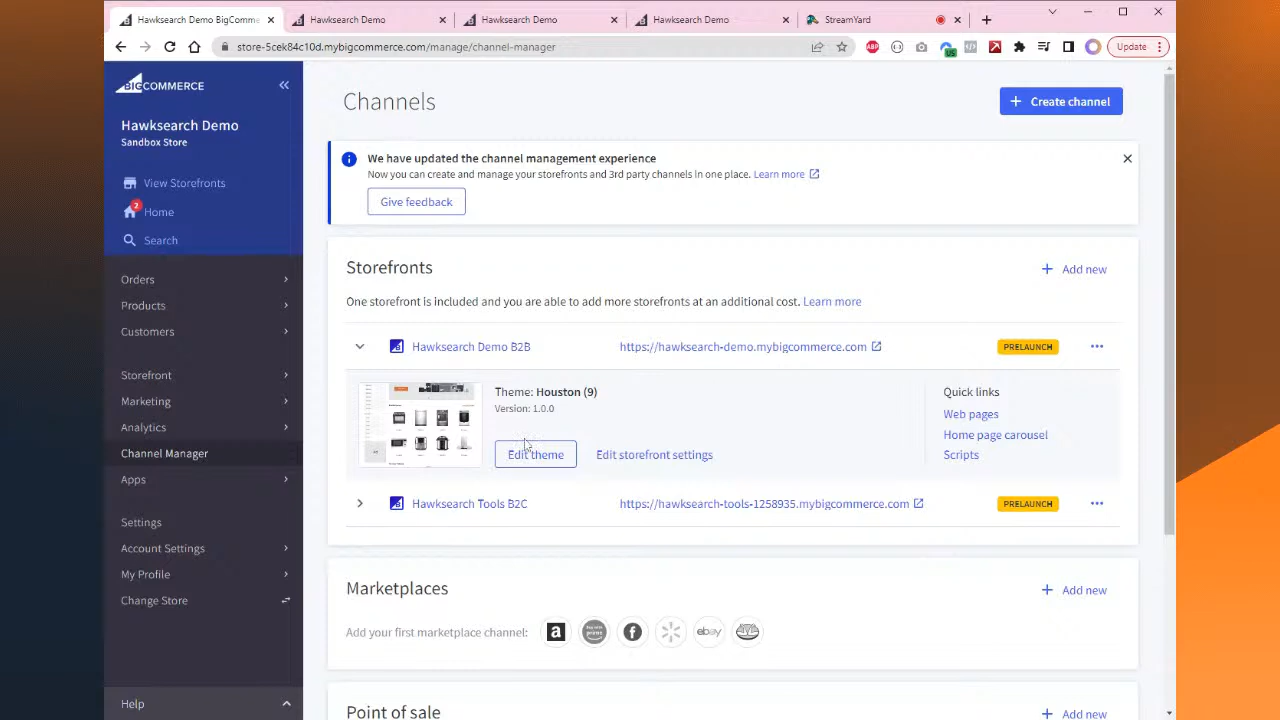 Hawksearch Demo BigComme
Hawksearch Demo
Hawksearch Demo
Hawksearch Demo
StreamYard
store-5cek84c10d.mybigcommerce.com/manage/channel-manager
ABP
US
Update
BIGCOMMERCE
Hawksearch Demo
Sandbox Store
View Storefronts
2
Home
Search
Orders
Products
Customers
Storefront
Marketing
Analytics
Channel Manager
Apps
Settings
Account Settings
My Profile
Change Store
Help
Channels
+ Create channel
We have updated the channel management experience
Now you can create and manage your storefronts and 3rd party channels in one place. Learn more
Give feedback
Storefronts
+ Add new
One storefront is included and you are able to add more storefronts at an additional cost. Learn more
Hawksearch Demo B2B
https://hawksearch-demo.mybigcommerce.com
PRELAUNCH
Theme: Houston (9)
Version: 1.0.0
Edit theme
Edit storefront settings
Quick links
Web pages
Home page carousel
Scripts
Hawksearch Tools B2C
https://hawksearch-tools-1258935.mybigcommerce.com
PRELAUNCH
Marketplaces
+ Add new
Add your first marketplace channel:
a
f
ebay
Point of sale
+ Add new